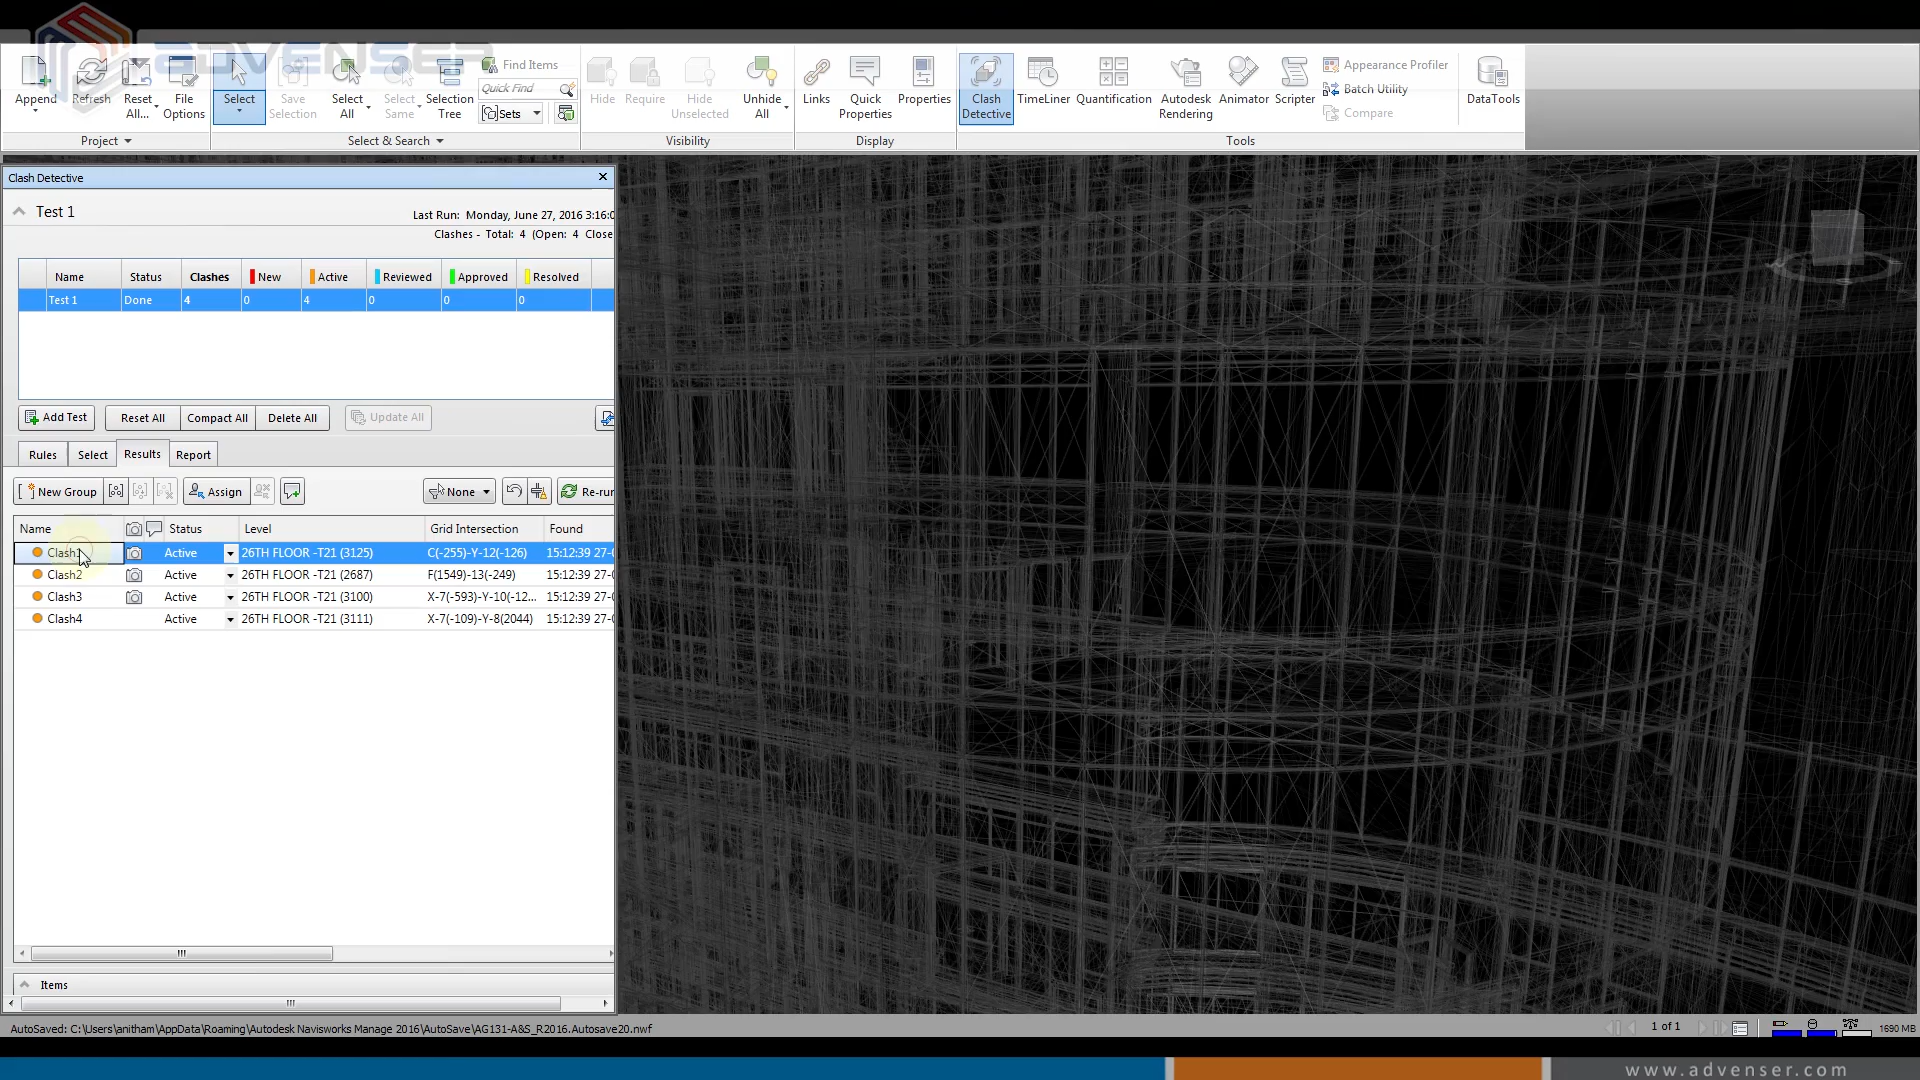 ADVENSER
Append
Refresh
Reset All...
File Options
Project
Select
Save Selection
Select All
Select Same
Selection Tree
Find Items
Quick Find
Sets
Select & Search
Hide
Require
Hide Unselected
Unhide All
Visibility
Links
Quick Properties
Properties
Display
Clash Detective
TimeLiner
Quantification
Autodesk Rendering
Animator
Scripter
Appearance Profiler
Batch Utility
Compare
Tools
DataTools
Clash Detective
Test 1
Last Run: Monday, June 27, 2016 3:16:0
Clashes - Total: 4 (Open: 4 Close
Name Status Clashes New Active Reviewed Approved Resolved
Test 1 Done 4 0 4 0 0 0
Add Test Reset All Compact All Delete All Update All
Rules Select Results Report
New Group Assign None Re-run
Name Status Level Grid Intersection Found
Clash1 Active 26TH FLOOR -T21 (3125) C(-255)-Y-12(-126) 15:12:39 27-
Clash2 Active 26TH FLOOR -T21 (2687) F(1549)-13(-249) 15:12:39 27-
Clash3 Active 26TH FLOOR -T21 (3100) X-7(-593)-Y-10(-12... 15:12:39 27-
Clash4 Active 26TH FLOOR -T21 (3111) X-7(-109)-Y-8(2044) 15:12:39 27-
Items
AutoSaved: C:\Users\anitham\AppData\Roaming\Autodesk Navisworks Manage 2016\AutoSave\AG131-A&S_R2016.Autosave20.nwf
1 of 1
1690 MB
www.advenser.com